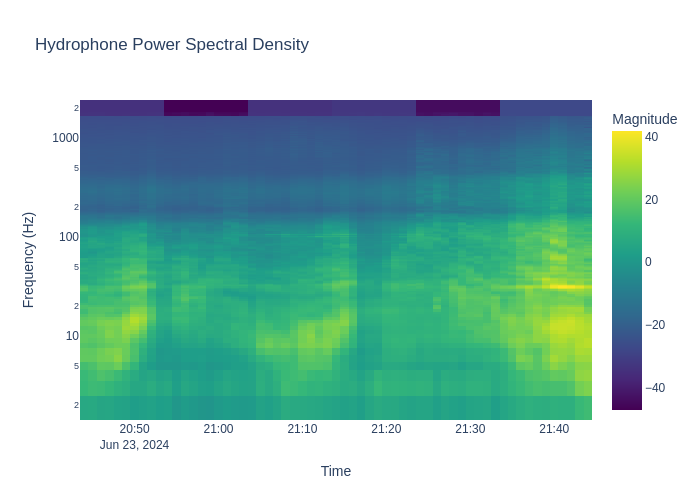 Hydrophone Power Spectral Density
Magnitude
2
1000
5
2
100
5
2
10
5
2
Frequency (Hz)
40
20
0
−20
−40
20:50 21:00 21:10 21:20 21:30 21:40
Jun 23, 2024
Time